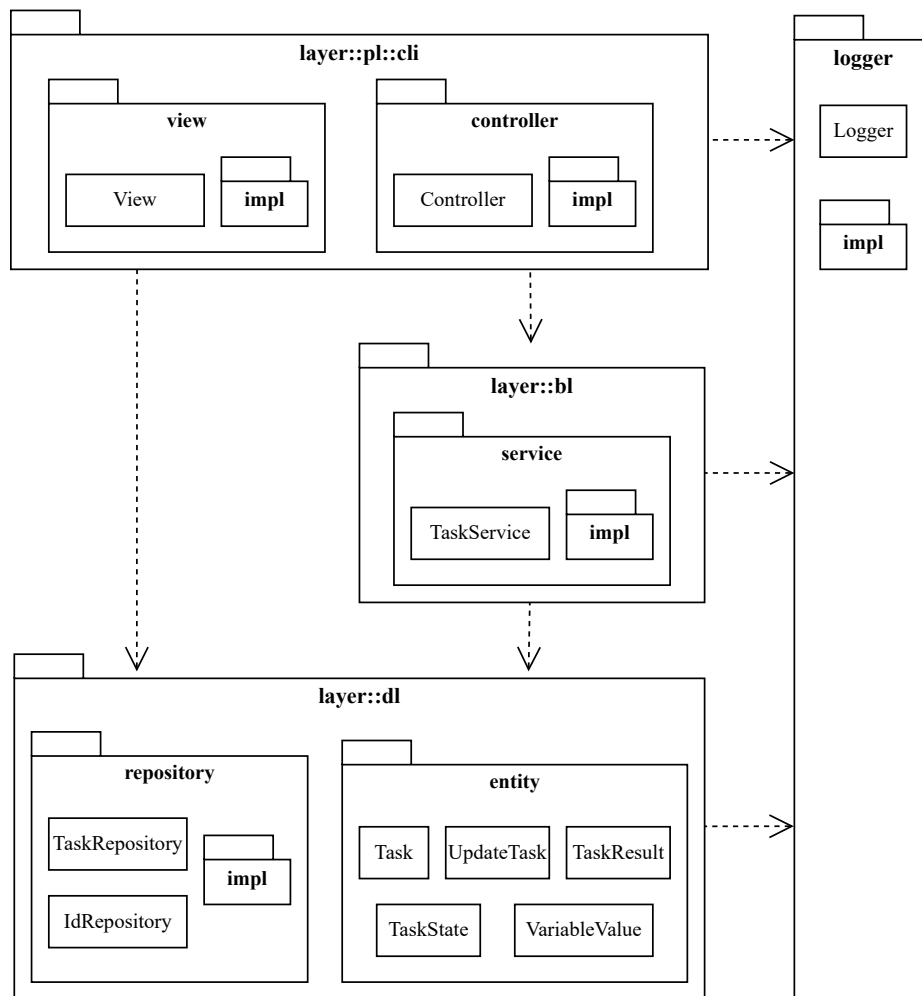 layer::pl::cli
logger
view
controller
Logger
View
impl
Controller
impl
impl
layer::bl
service
TaskService
impl
layer::dl
repository
entity
TaskRepository
impl
IdRepository
Task
UpdateTask
TaskResult
TaskState
VariableValue